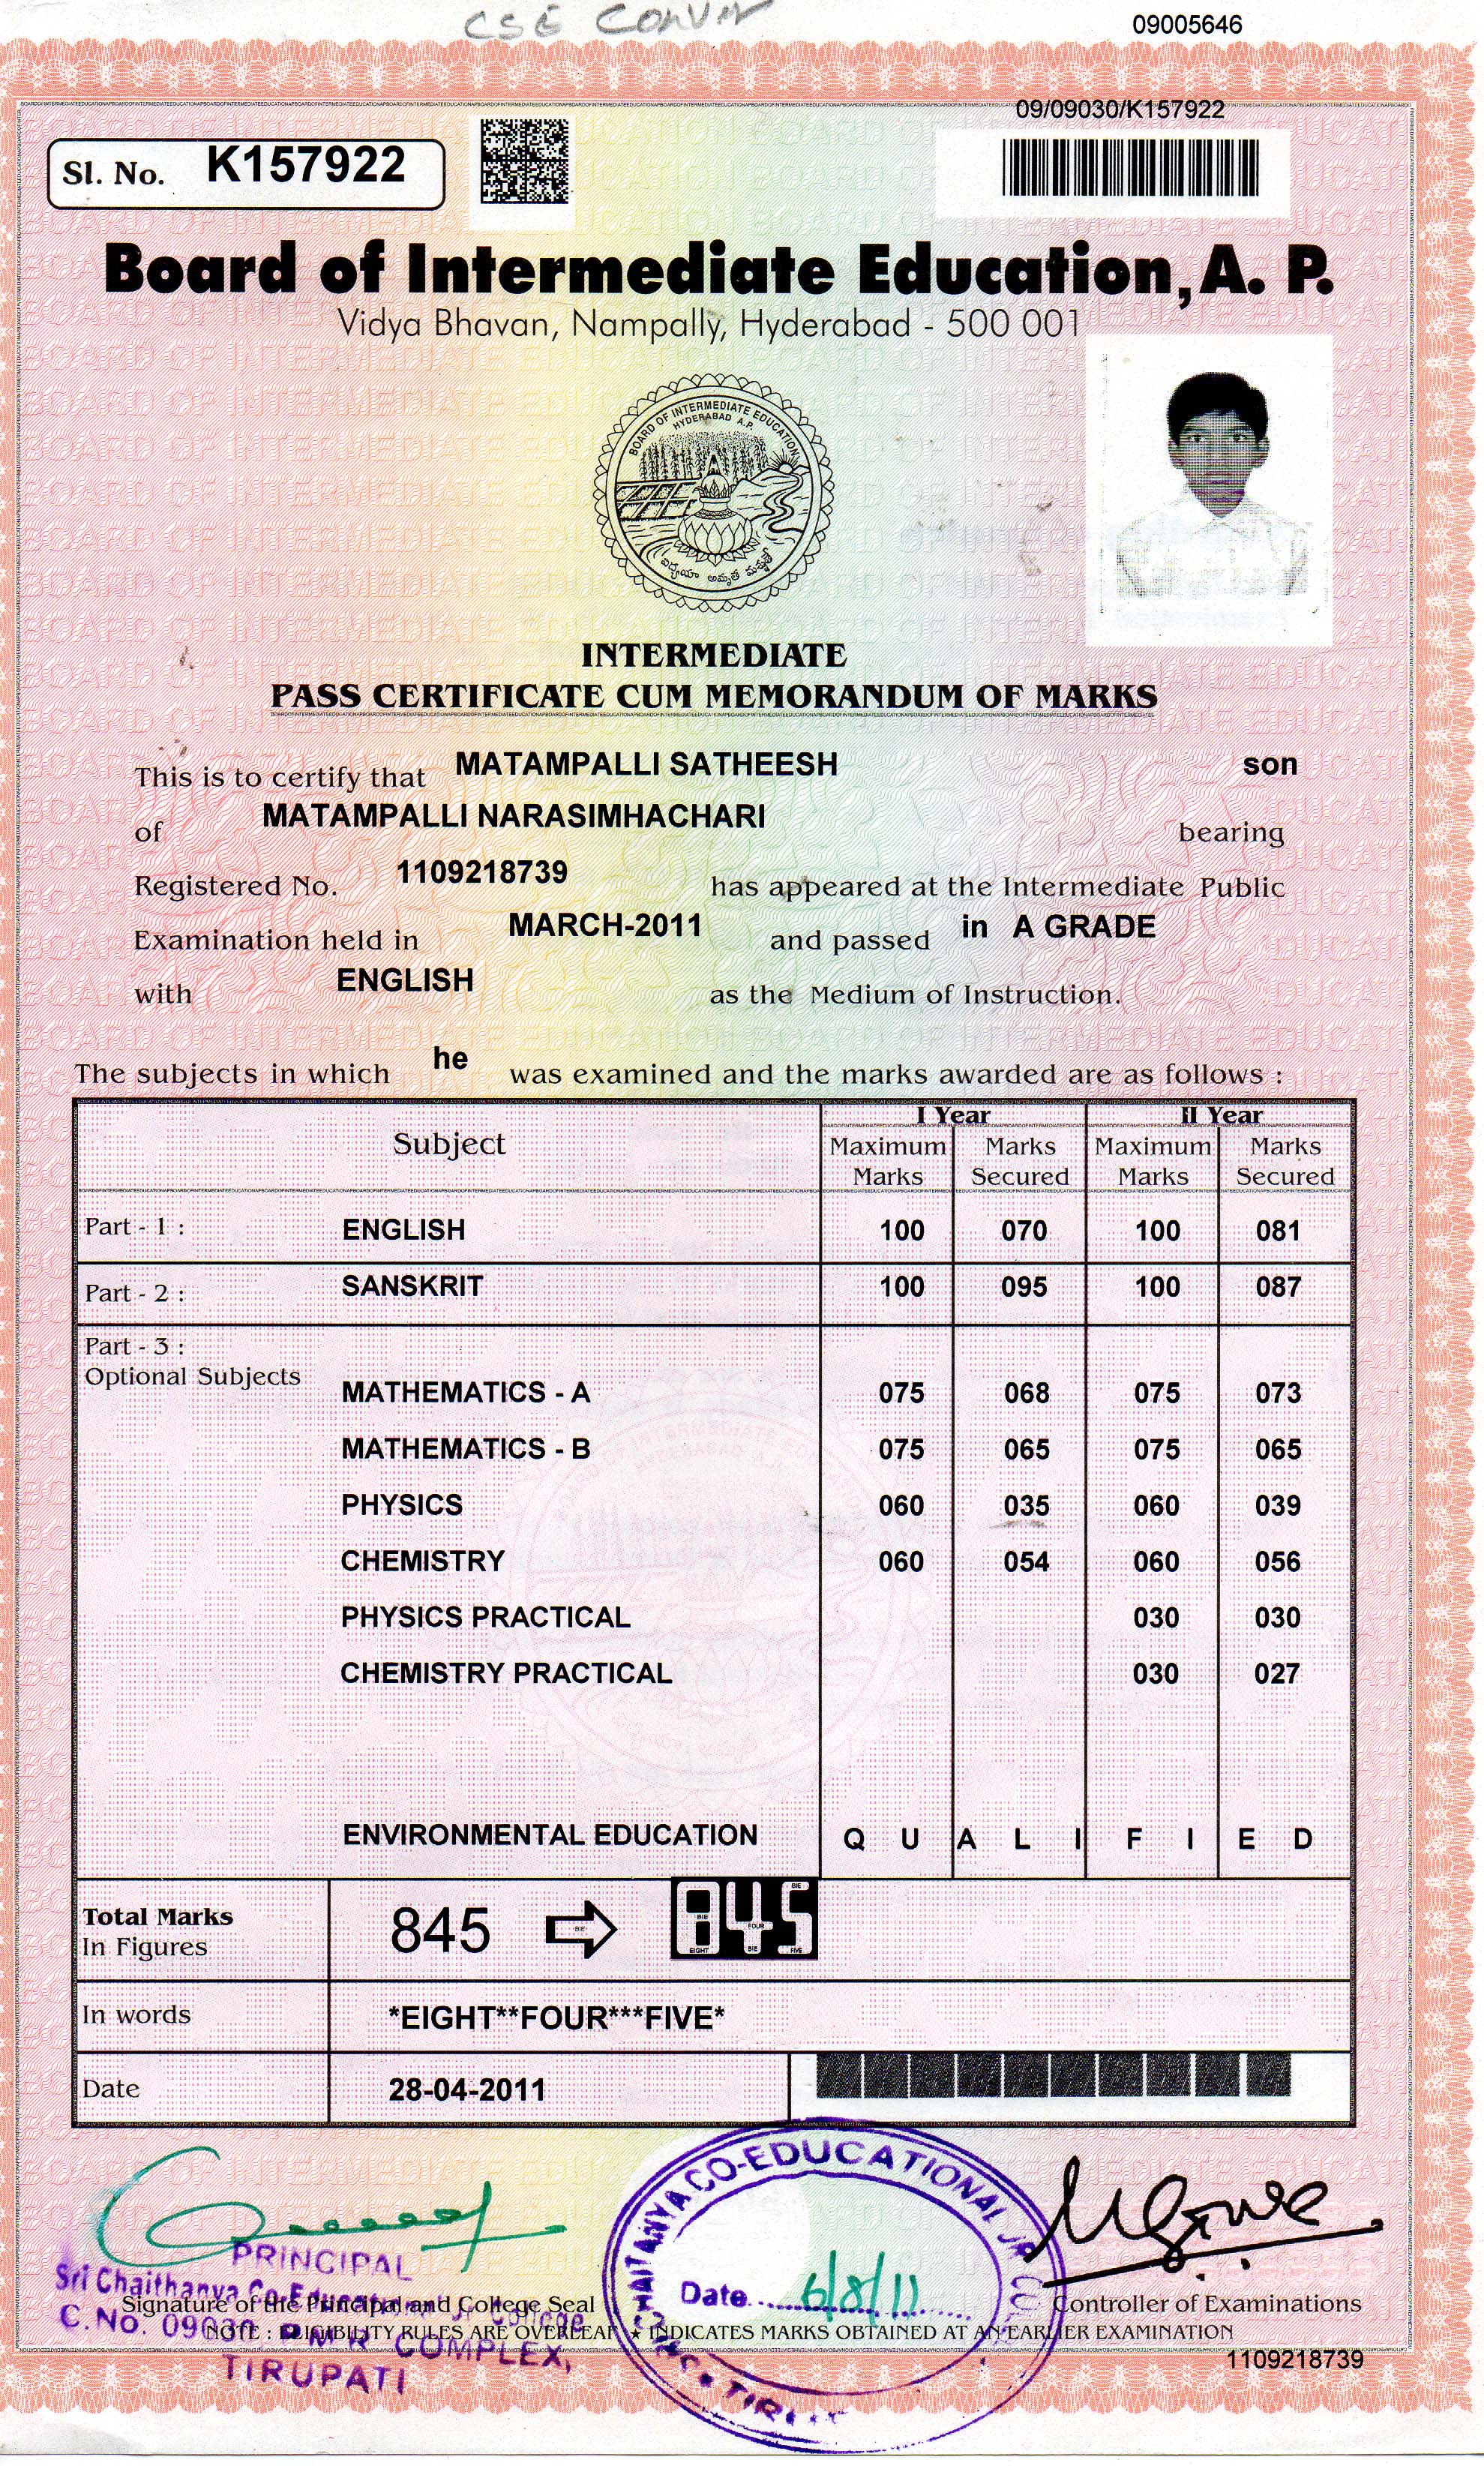 CSE
09005646
09/09030/K157922
Sl. No. K157922
Board of Intermediate Education, A. P.
Vidya Bhavan, Nampally, Hyderabad - 500 001
BOARD OF INTERMEDIATE EDUCATION
HYDERABAD A.P.
INTERMEDIATE
PASS CERTIFICATE CUM MEMORANDUM OF MARKS
This is to certify that MATAMPALLI SATHEESH son
of MATAMPALLI NARASIMHACHARI bearing
Registered No. 1109218739 has appeared at the Intermediate Public
Examination held in MARCH-2011 and passed in A GRADE
with ENGLISH as the Medium of Instruction.
The subjects in which he was examined and the marks awarded are as follows :
Subject I Year II Year
Maximum Marks Marks Secured Maximum Marks Marks Secured
Part - 1 : ENGLISH 100 070 100 081
Part - 2 : SANSKRIT 100 095 100 087
Part - 3 :
Optional Subjects
MATHEMATICS - A 075 068 075 073
MATHEMATICS - B 075 065 075 065
PHYSICS 060 035 060 039
CHEMISTRY 060 054 060 056
PHYSICS PRACTICAL 030 030
CHEMISTRY PRACTICAL 030 027
ENVIRONMENTAL EDUCATION Q U A L I F I E D
Total Marks
In Figures 845 845
In words *EIGHT**FOUR***FIVE*
Date 28-04-2011
PRINCIPAL
Sri Chaithanya Co-Educational Jr College
C. No. 09030, COMPLEX,
TIRUPATI
Signature of the Principal and College Seal
CHAITANYA CO-EDUCATIONAL JR
Date 6/8/11
Controller of Examinations
NOTE : ELIGIBILITY RULES ARE OVERLEAF ★ INDICATES MARKS OBTAINED AT AN EARLIER EXAMINATION
1109218739